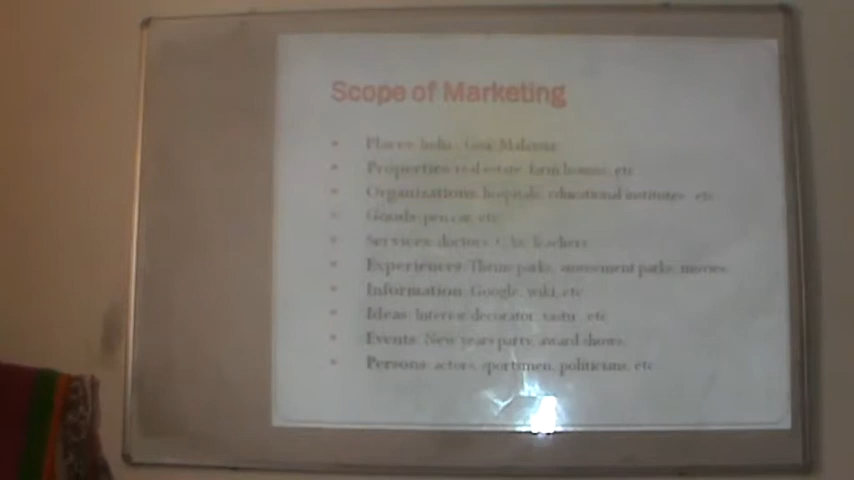 Scope of Marketing
Places: India, Goa, Malaysia
Properties: real estate, farm houses, etc
Organizations: hospitals, educational institutes, etc
Goods: pen, car, etc
Services: doctors, CAs, Teachers
Experiences: Theme parks, amusement parks, movies
Information: Google, wiki, etc
Ideas: Interior decorator, vastu, etc
Events: New years party, award shows,
Persons: actors, sportsmen, politicians, etc